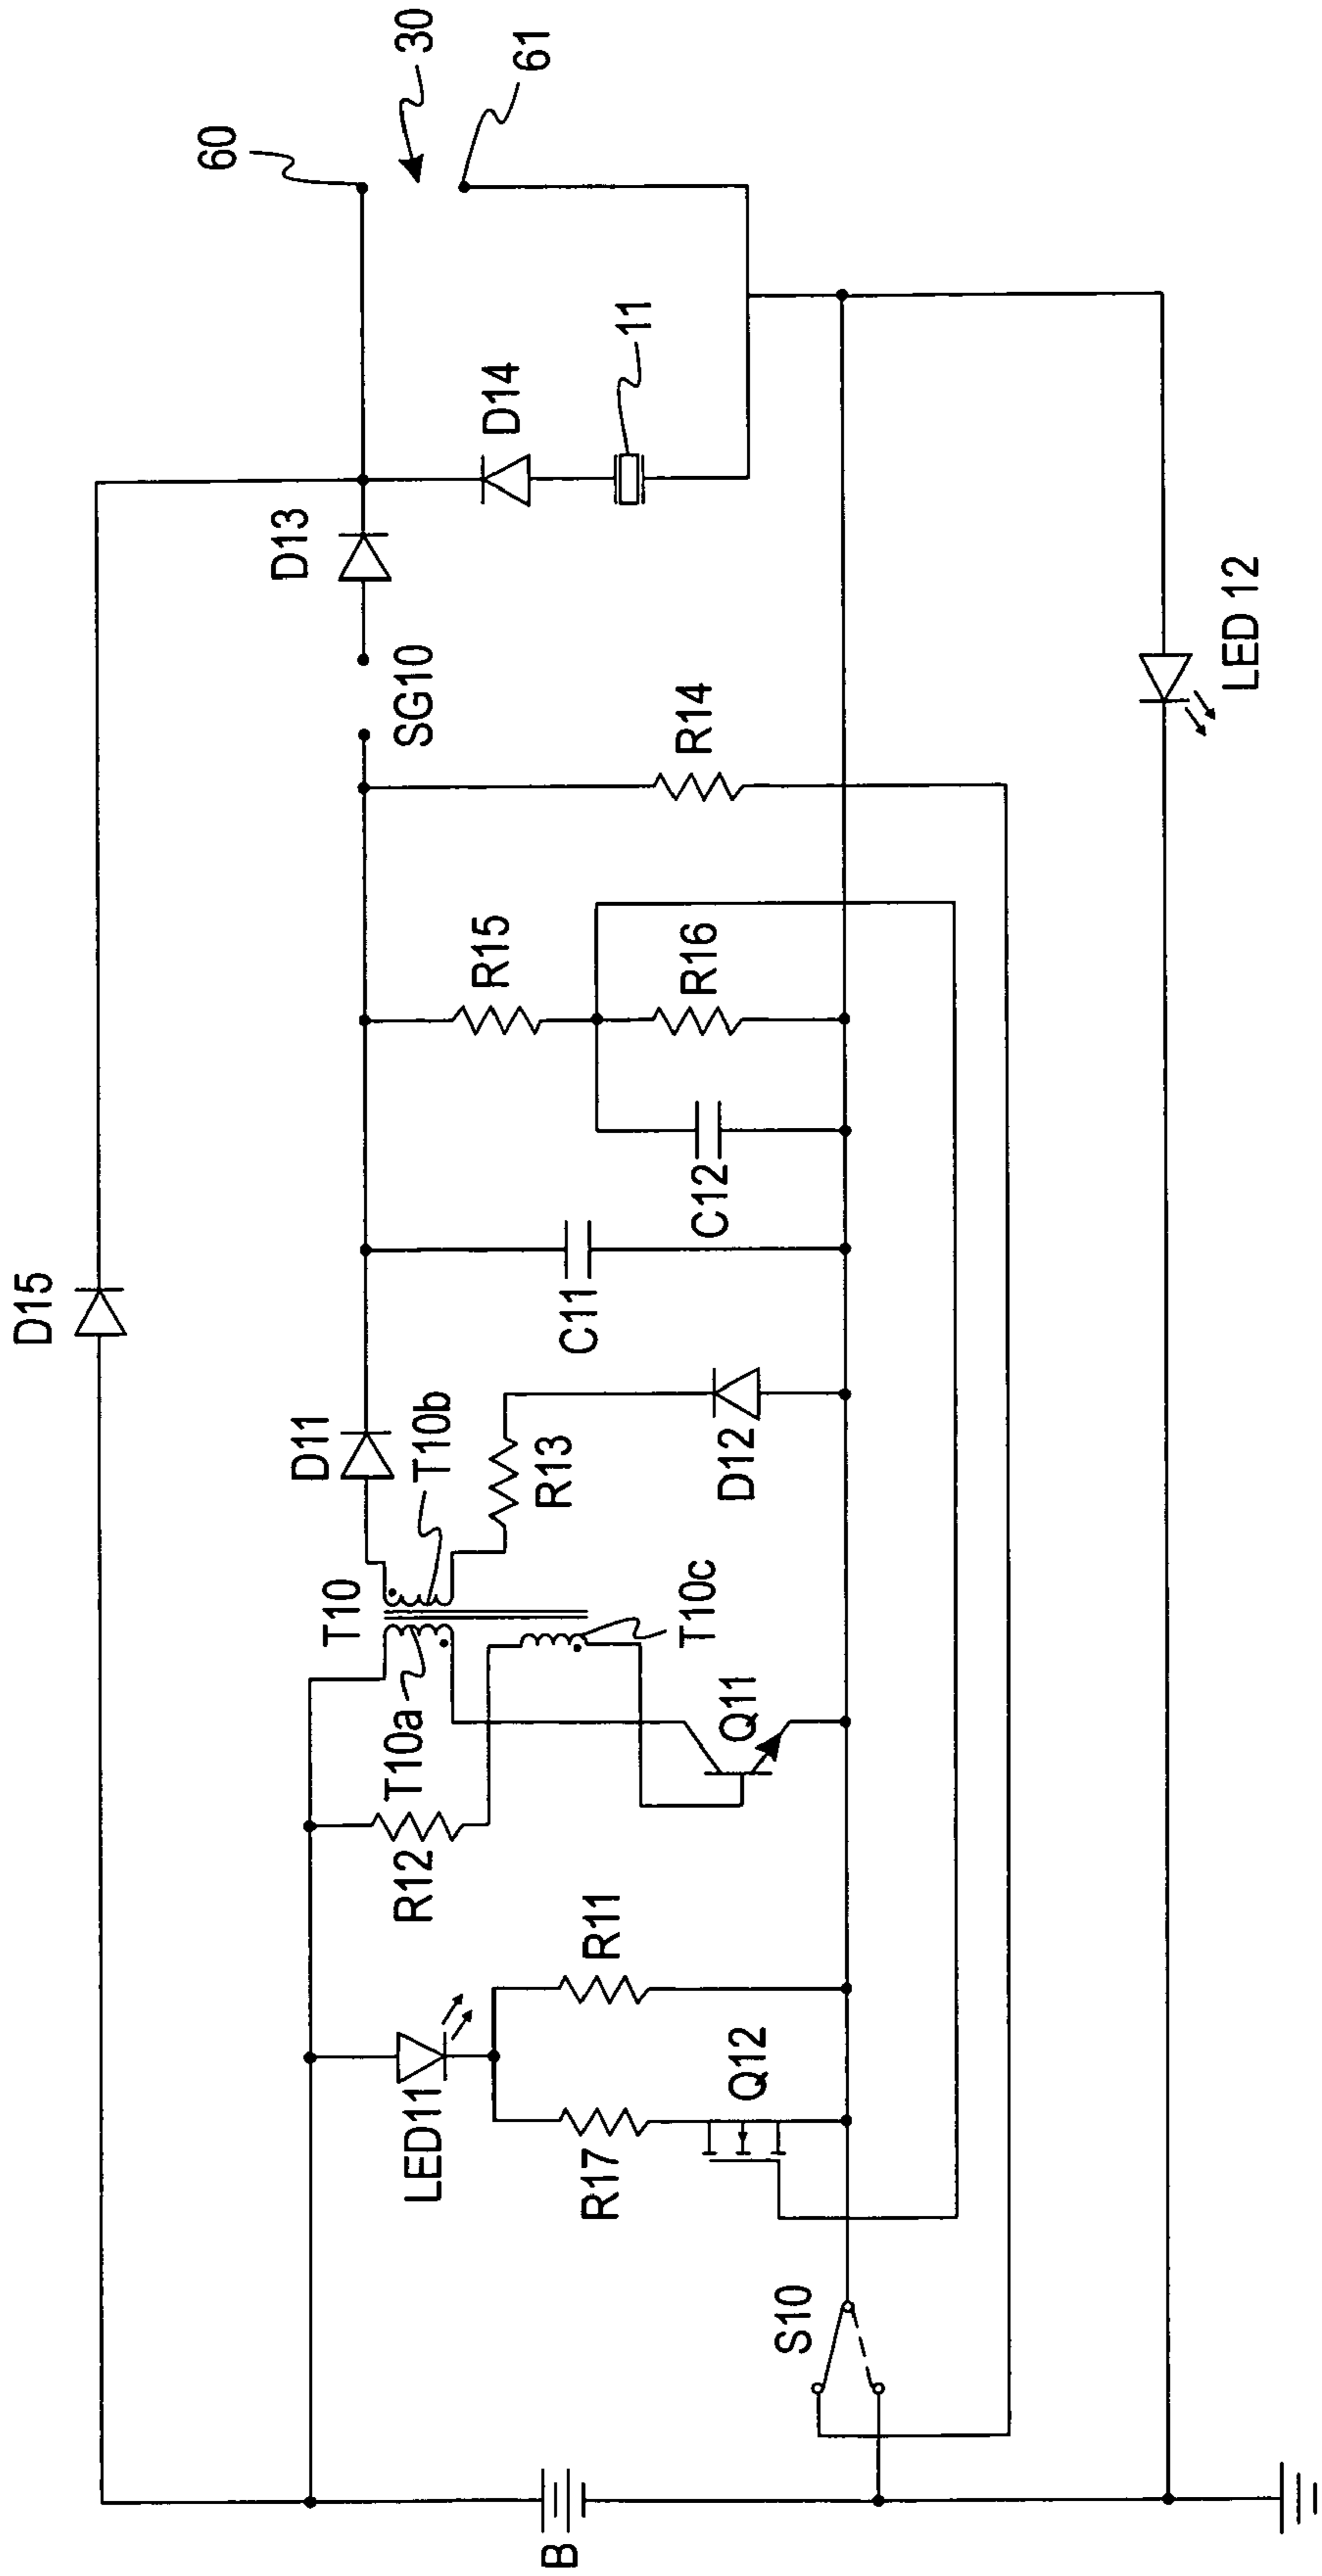 D15
60
30
61
D13
SG10
D14
11
D11
T10b
T10
T10a
R12
R13
T10c
R15
R16
R14
C12
C11
D12
Q11
LED11
R11
R17
Q12
S10
B
LED 12